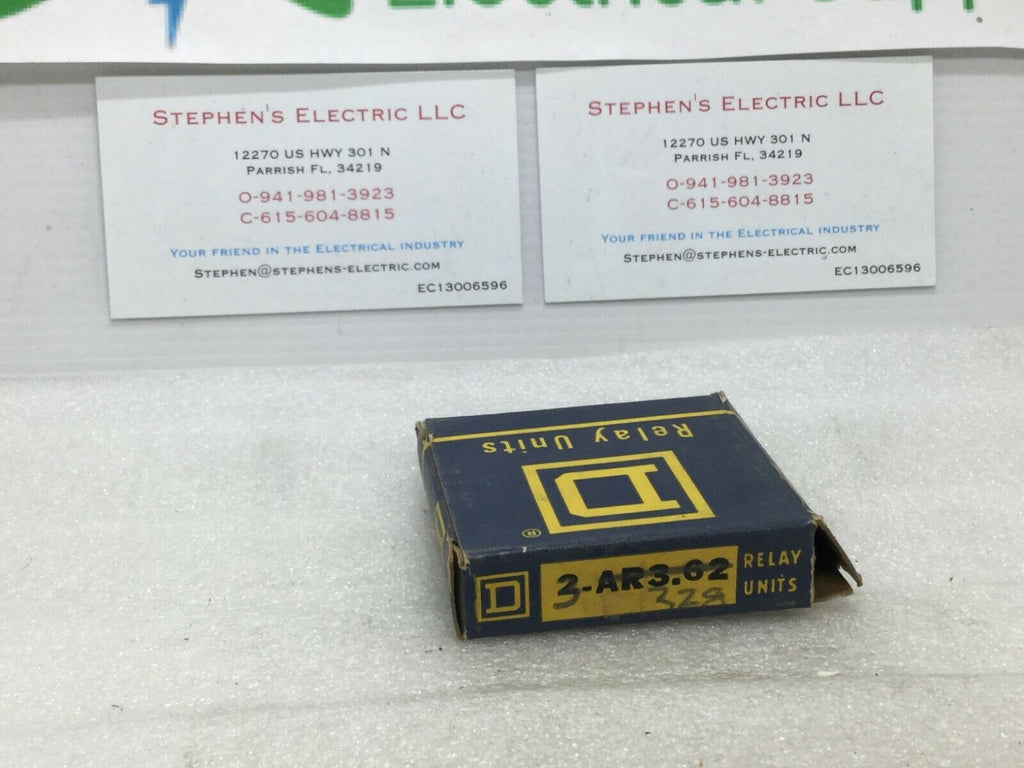 Electrical
STEPHEN'S ELECTRIC LLC
12270 US HWY 301 N
PARRISH FL, 34219
O-941-981-3923
C-615-604-8815
YOUR FRIEND IN THE ELECTRICAL INDUSTRY
STEPHEN@STEPHENS-ELECTRIC.COM
EC13006596
STEPHEN'S ELECTRIC LLC
12270 US HWY 301 N
PARRISH FL, 34219
O-941-981-3923
C-615-604-8815
YOUR FRIEND IN THE ELECTRICAL INDUSTRY
STEPHEN@STEPHENS-ELECTRIC.COM
EC13006596
Relay Units
D
®
D
3-AR3.62
RELAY
UNITS